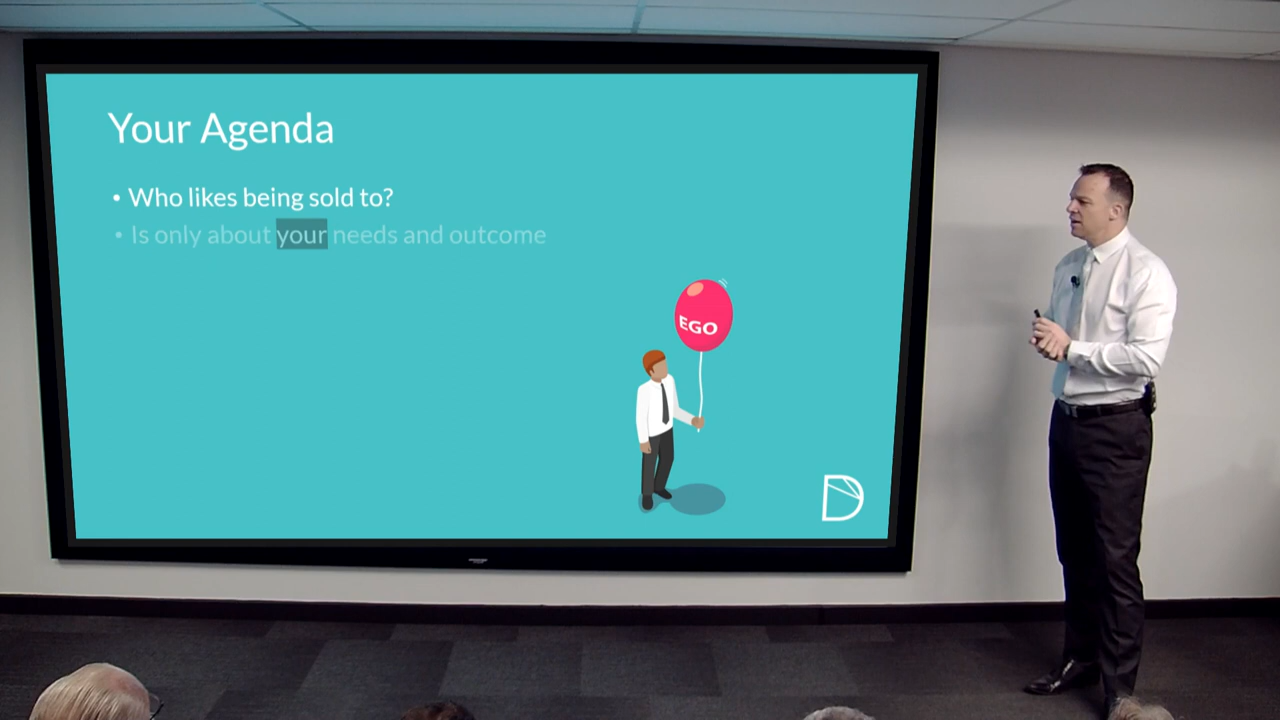 Your Agenda
• Who likes being sold to?
• Is only about your needs and outcome
EGO